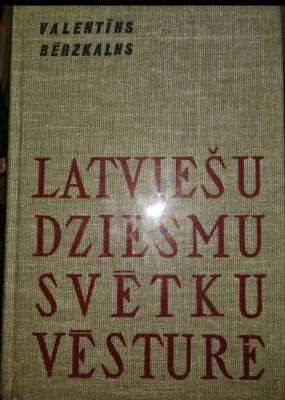 VALENTĪNS
BĒRZKALNS
LATVIEŠU
DZIESMU
SVĒTKU
VĒSTURE